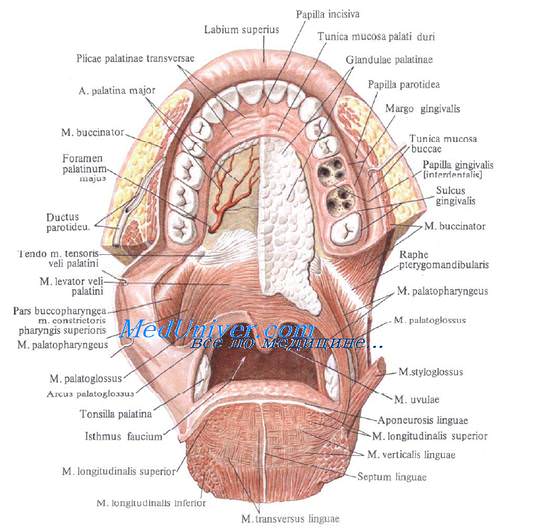 Papilla incisiva
Labium superius
Tunica mucosa palati duri
Plicae palatinae transversae
Glandulae palatinae
A. palatina major
Papilla parotidea
Margo gingivalis
M. buccinator
Tunica mucosa
buccae
Foramen
palatinum
majus
Papilla gingivalis
[interdentalis]
Sulcus
gingivalis
Ductus
parotideu.
M. buccinator
Tendo m. tensoris
veli palatini
Raphe
pterygomandibularis
M. levator veli
palatini
M. palatopharyngeus
Pars buccopharyngea
m. constrictoris
pharyngis superioris
M. palatoglossus
MedUniver.com
все по медицине...
M. palatopharyngeus
M. palatoglossus
M.styloglossus
Arcus palatoglossus
M. uvulae
Tonsilla palatina
Aponeurosis linguae
Isthmus faucium
M. longitudinalis superior
M. verticalis linguae
M. longitudinalis superior
Septum linguae
M. longitudinalis inferior
M. transversus linguae